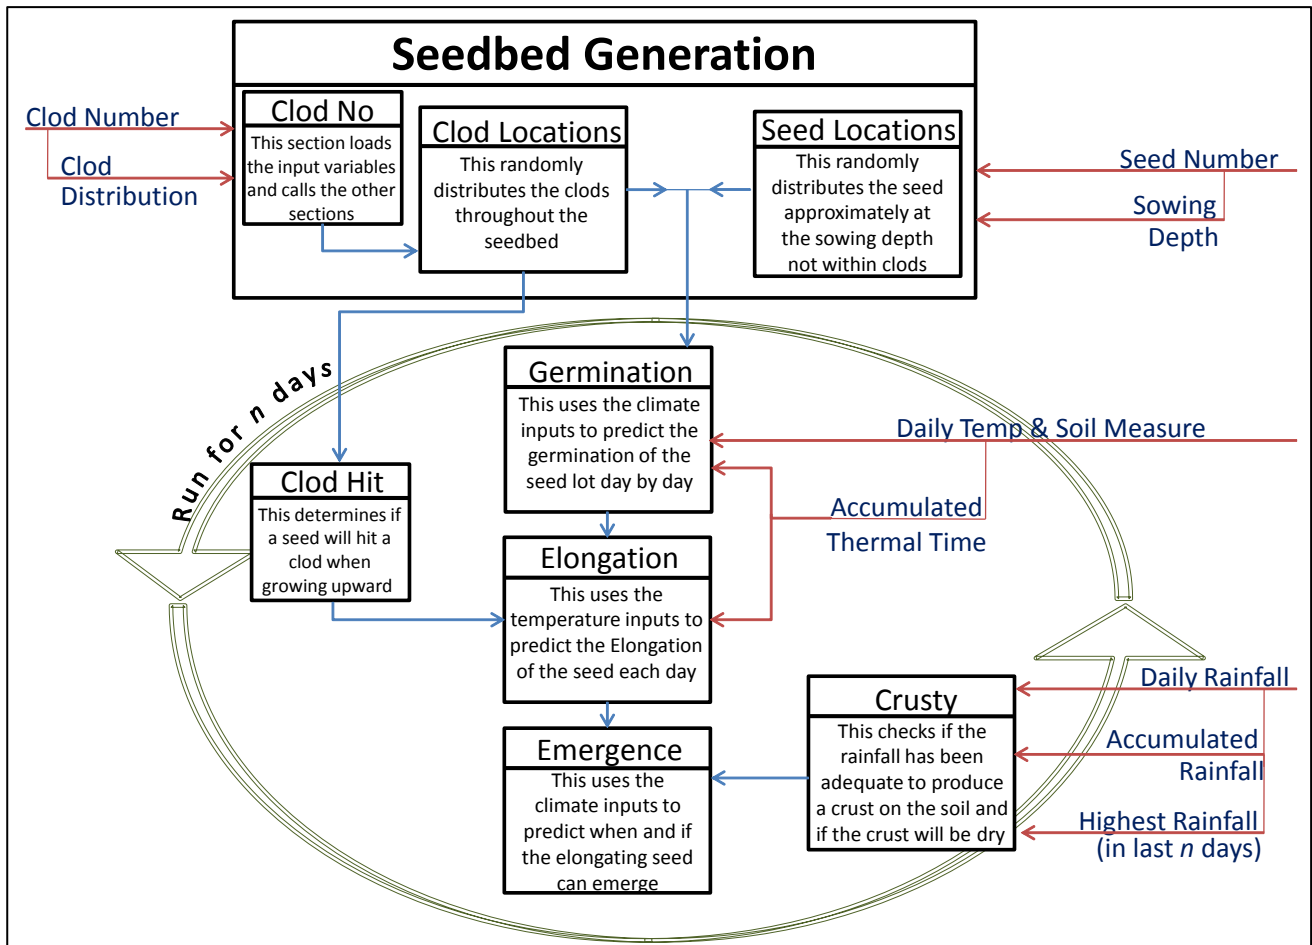 Seedbed Generation
Clod Number
Clod
Distribution
Clod No
This section loads
the input variables
and calls the other
sections
Clod Locations
This randomly
distributes the clods
throughout the
seedbed
Seed Locations
This randomly
distributes the seed
approximately at
the sowing depth
not within clods
Seed Number
Sowing
Depth
Run for n days
Germination
This uses the climate
inputs to predict the
germination of the
seed lot day by day
Daily Temp & Soil Measure
Accumulated
Thermal Time
Clod Hit
This determines if
a seed will hit a
clod when
growing upward
Elongation
This uses the
temperature inputs to
predict the Elongation
of the seed each day
Emergence
This uses the
climate inputs to
predict when and if
the elongating seed
can emerge
Crusty
This checks if the
rainfall has been
adequate to produce
a crust on the soil and
if the crust will be dry
Daily Rainfall
Accumulated
Rainfall
Highest Rainfall
(in last n days)